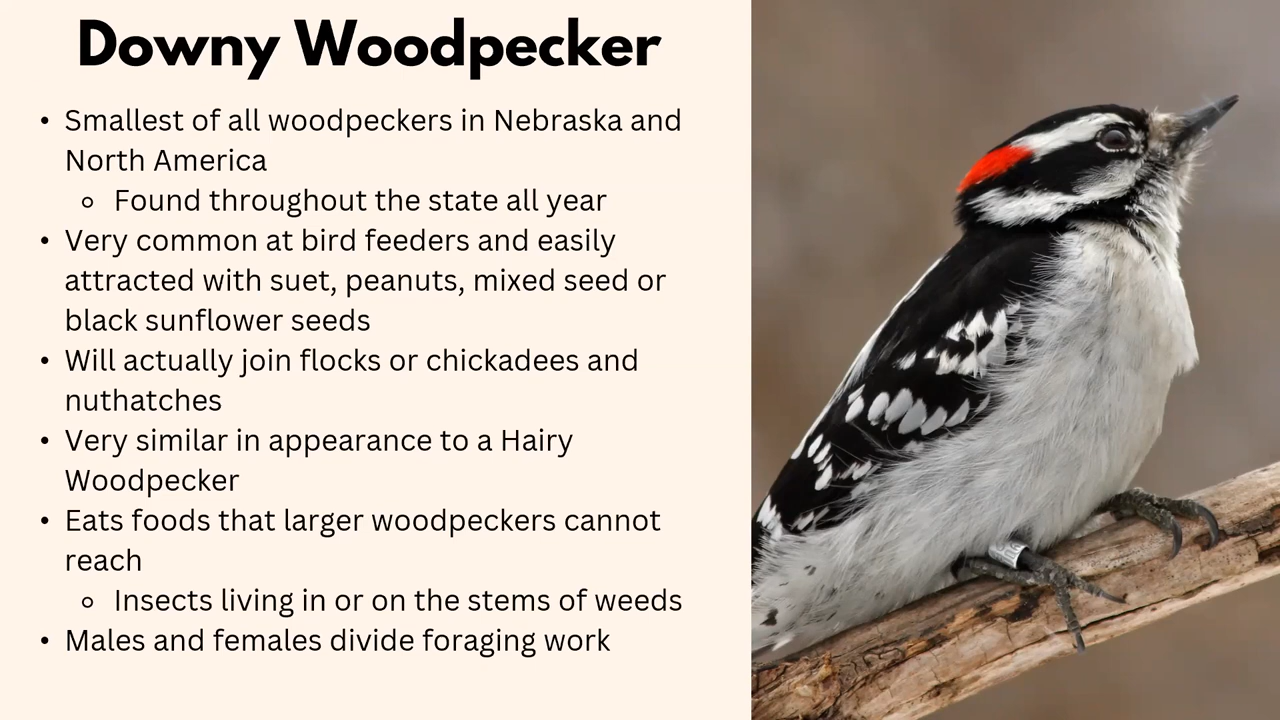 Downy Woodpecker
• Smallest of all woodpeckers in Nebraska and
North America
◦ Found throughout the state all year
• Very common at bird feeders and easily
attracted with suet, peanuts, mixed seed or
black sunflower seeds
• Will actually join flocks or chickadees and
nuthatches
• Very similar in appearance to a Hairy
Woodpecker
• Eats foods that larger woodpeckers cannot
reach
◦ Insects living in or on the stems of weeds
• Males and females divide foraging work